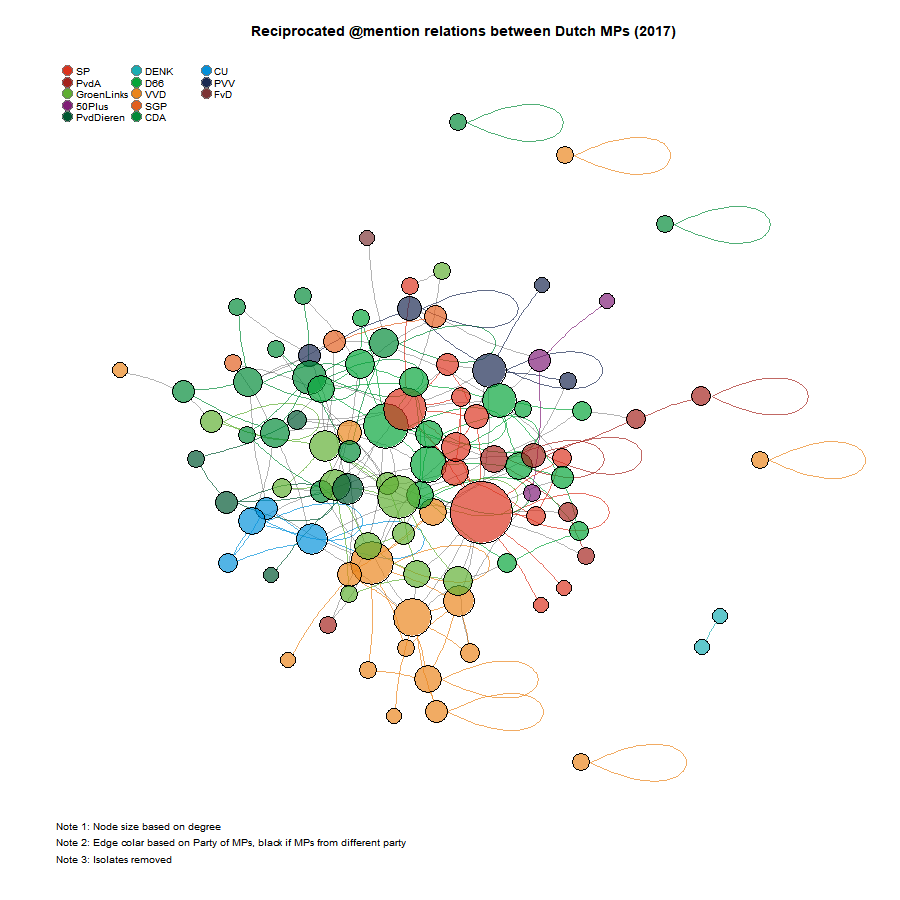 Reciprocated @mention relations between Dutch MPs (2017)
SP DENK CU
PvdA D66 PVV
GroenLinks VVD FvD
50Plus SGP
PvdDieren CDA
Note 1: Node size based on degree
Note 2: Edge colar based on Party of MPs, black if MPs from different party
Note 3: Isolates removed